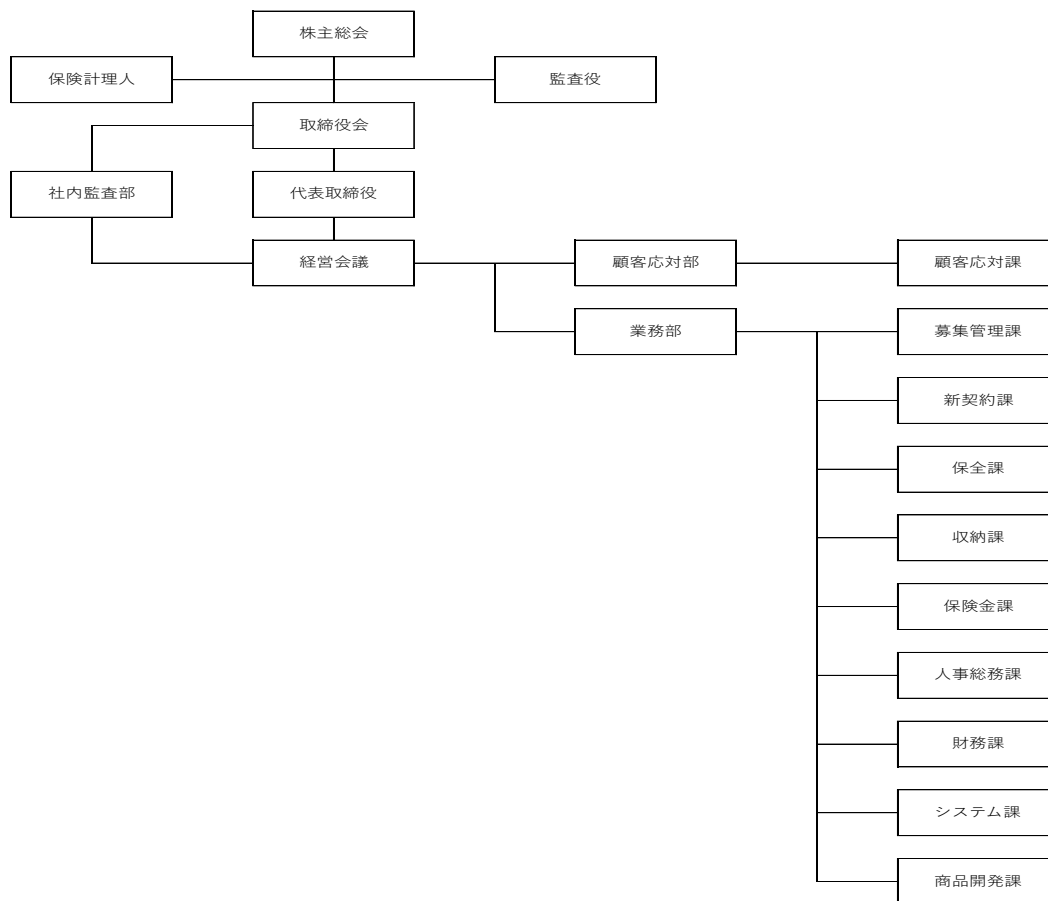 株主総会
保険計理人
監査役
取締役会
社内監査部
代表取締役
経営会議
顧客応対部
顧客応対課
業務部
募集管理課
新契約課
保全課
収納課
保険金課
人事総務課
財務課
システム課
商品開発課